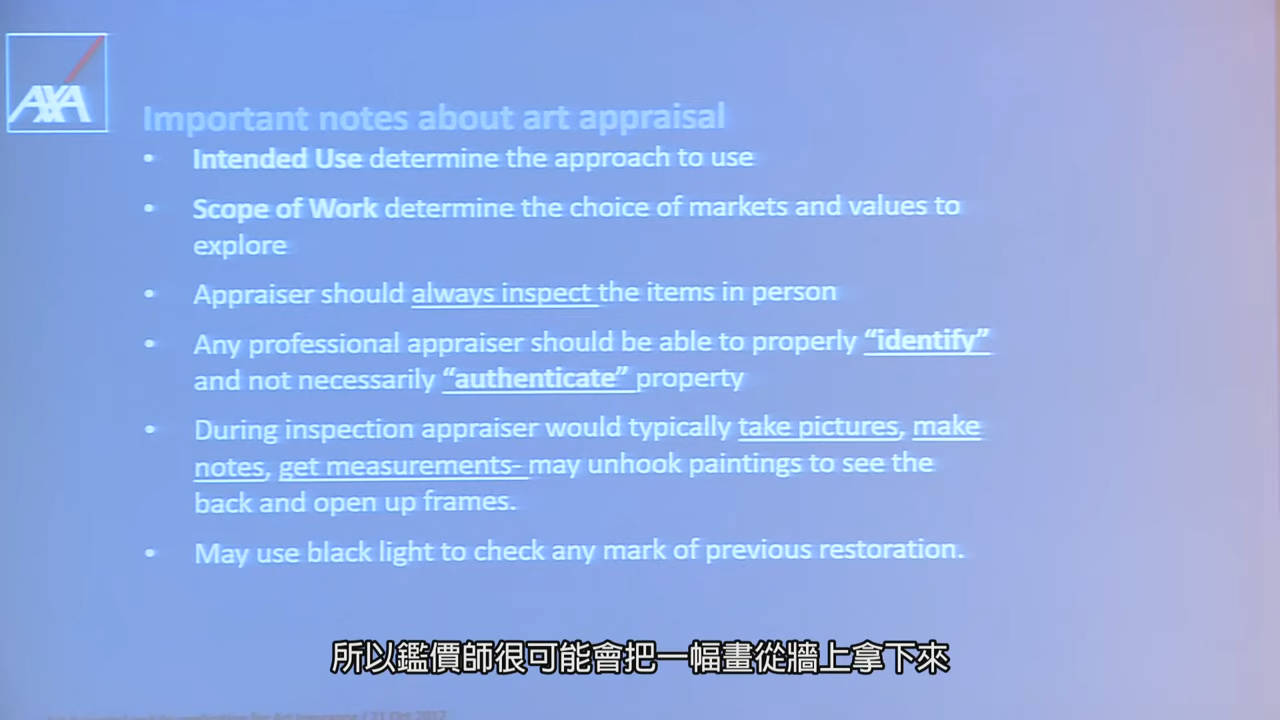 AXA
Important notes about art appraisal
• Intended Use determine the approach to use
• Scope of Work determine the choice of markets and values to
explore
• Appraiser should always inspect the items in person
• Any professional appraiser should be able to properly “identify”
and not necessarily “authenticate” property
• During inspection appraiser would typically take pictures, make
notes, get measurements- may unhook paintings to see the
back and open up frames.
• May use black light to check any mark of previous restoration.
所以鑑價師很可能會把一幅畫從牆上拿下來